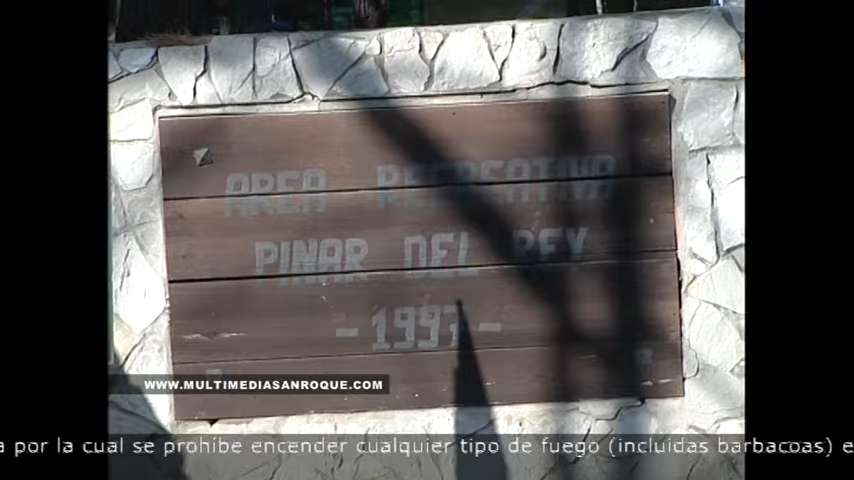 AREA RECREATIVA
PINAR DEL REY
- 1997 -
WWW.MULTIMEDIASANROQUE.COM
a por la cual se prohíbe encender cualquier tipo de fuego (incluidas barbacoas) e